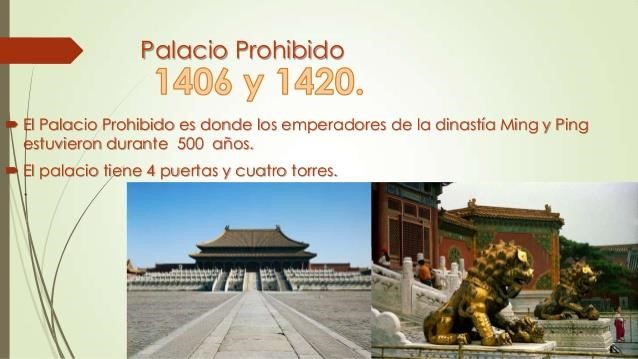 Palacio Prohibido
1406 y 1420.
El Palacio Prohibido es donde los emperadores de la dinastía Ming y Ping
estuvieron durante 500 años.
El palacio tiene 4 puertas y cuatro torres.